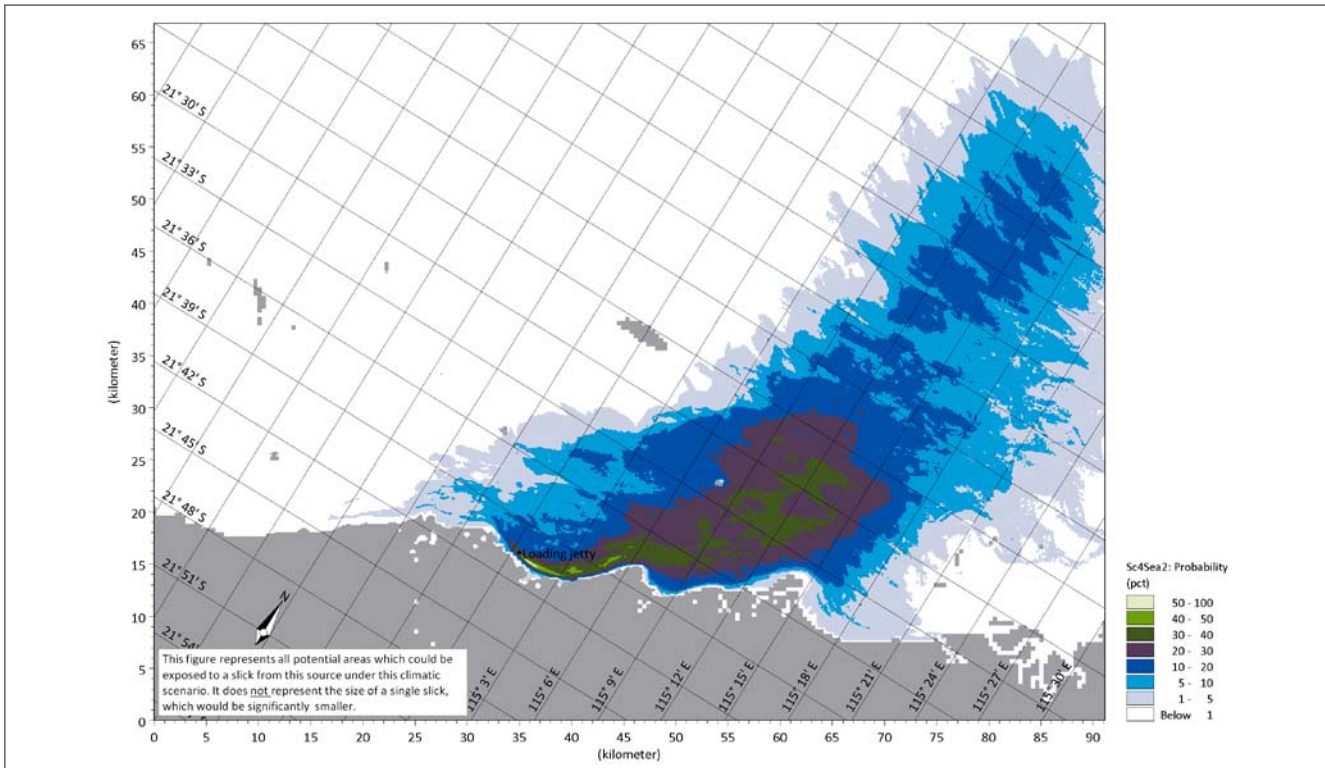 65
60
55
50
45
40
35
30
25
20
15
10
5
0
(kilometer)
21° 30' S
21° 33' S
21° 36' S
21° 39' S
21° 42' S
21° 45' S
21° 48' S
21° 51' S
21° 54'
Loading jetty
N
This figure represents all potential areas which could be
exposed to a slick from this source under this climatic
scenario. It does not represent the size of a single slick,
which would be significantly smaller.
115° 3' E
115° 6' E
115° 9' E
115° 12' E
115° 15' E
115° 18' E
115° 21' E
115° 24' E
115° 27' E
115° 30' E
0 5 10 15 20 25 30 35 40 45 50 55 60 65 70 75 80 85 90
(kilometer)
Sc4Sea2: Probability
(pct)
50 - 100
40 - 50
30 - 40
20 - 30
10 - 20
5 - 10
1 - 5
Below 1